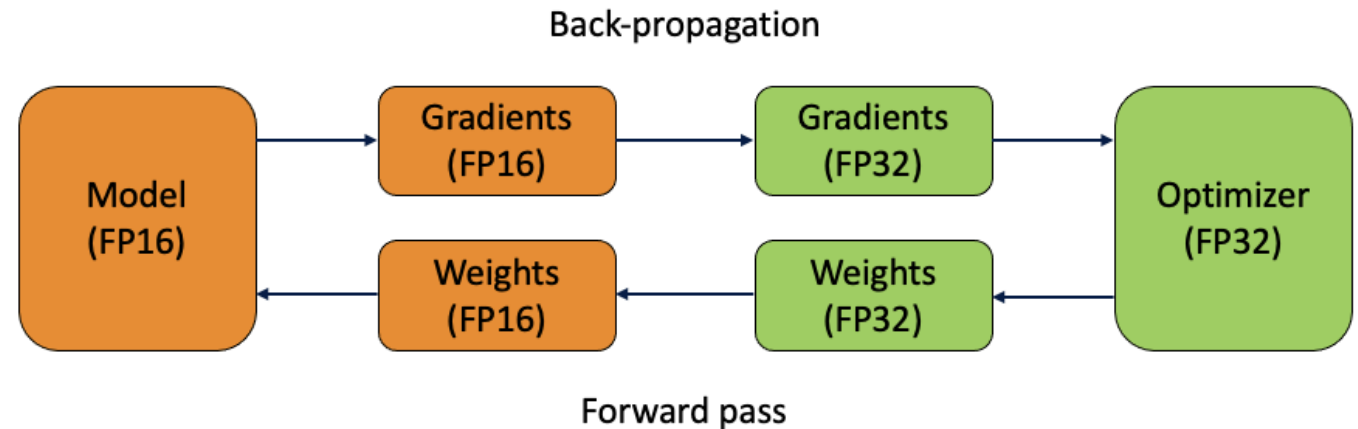 Back-propagation
Model
(FP16)
Gradients
(FP16)
Gradients
(FP32)
Optimizer
(FP32)
Weights
(FP16)
Weights
(FP32)
Forward pass